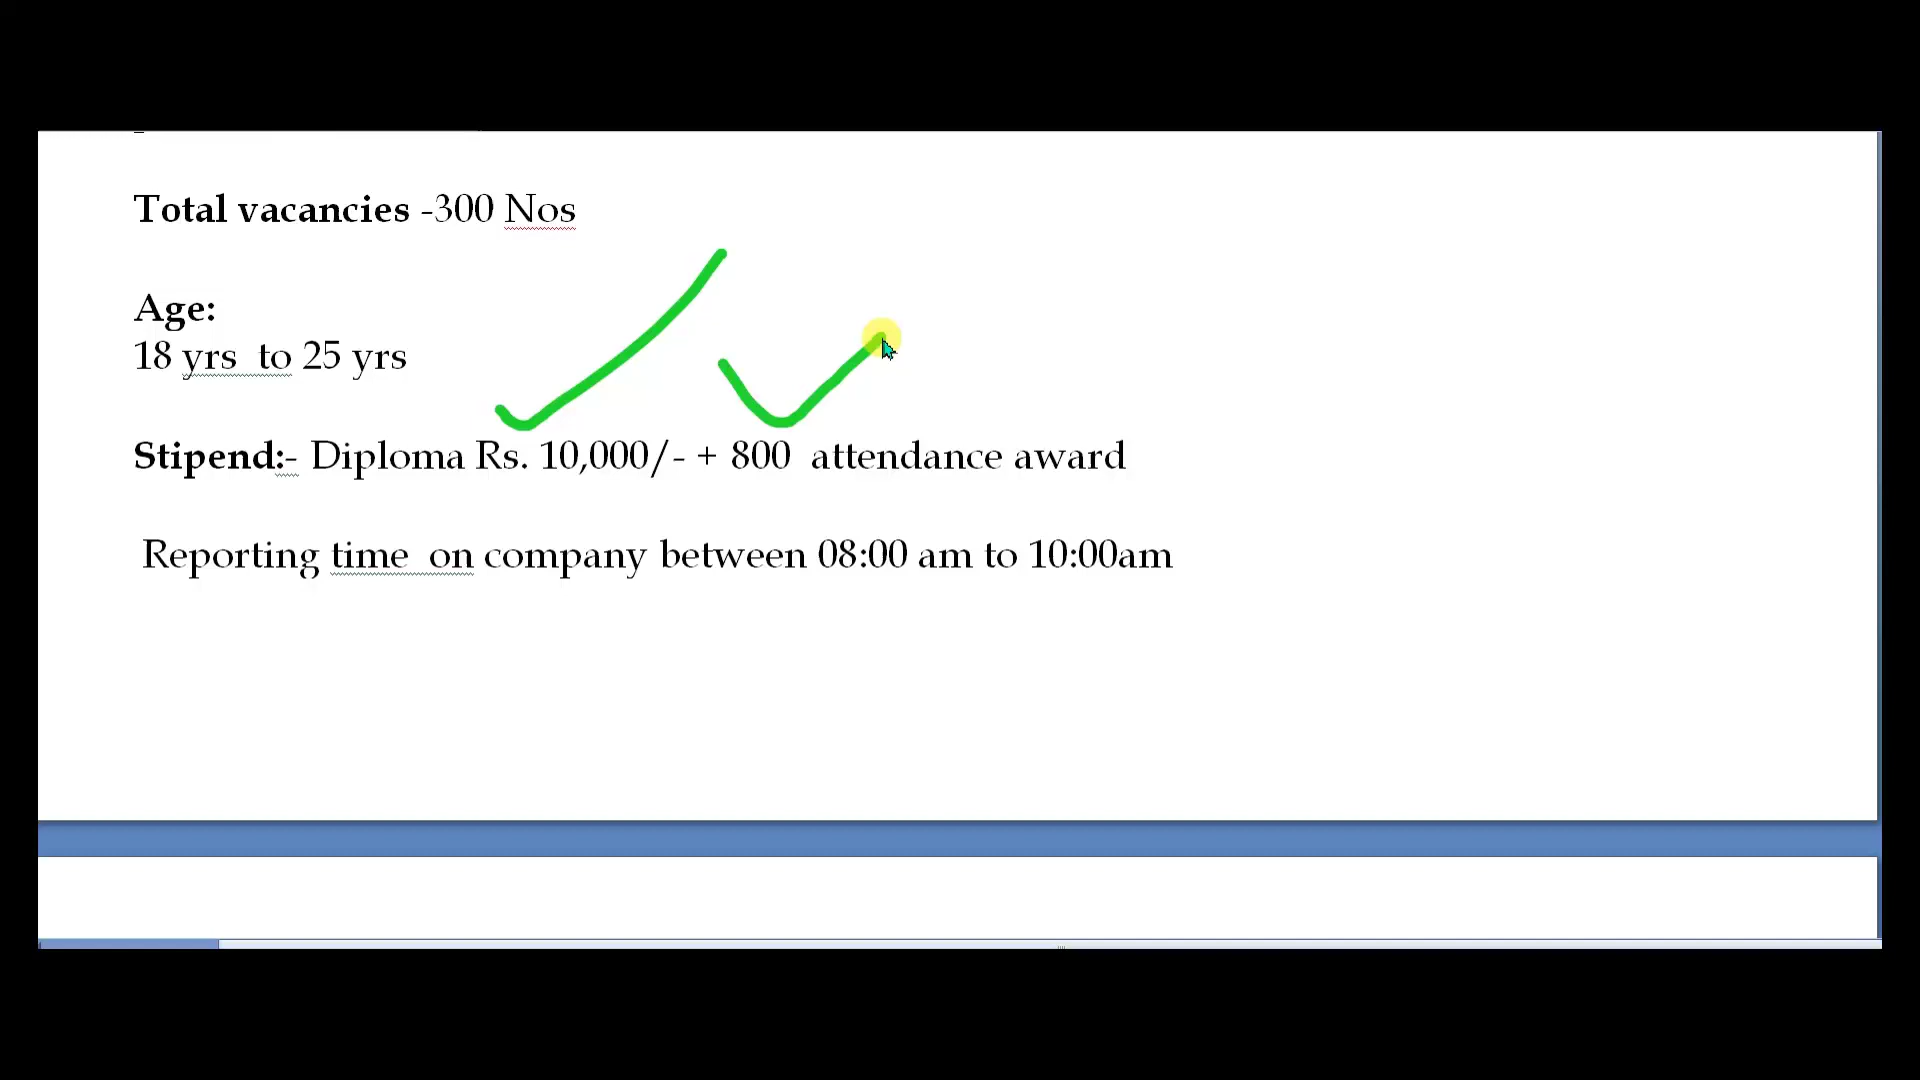 Total vacancies -300 Nos
Age:
18 yrs to 25 yrs
Stipend:- Diploma Rs. 10,000/- + 800 attendance award
Reporting time on company between 08:00 am to 10:00am